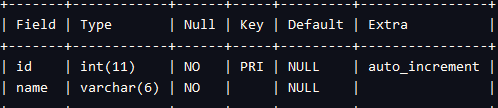 +-------+------------+------+-----+---------+----------------+
| Field | Type       | Null | Key | Default | Extra          |
+-------+------------+------+-----+---------+----------------+
| id    | int(11)    | NO   | PRI | NULL    | auto_increment |
| name  | varchar(6) | NO   |     | NULL    |                |